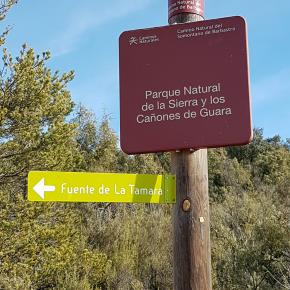 Camino Natural del
Somontano de Barbastro
Caminos
Naturales
Parque Natural
de la Sierra y los
Cañones de Guara
Fuente de La Tamara